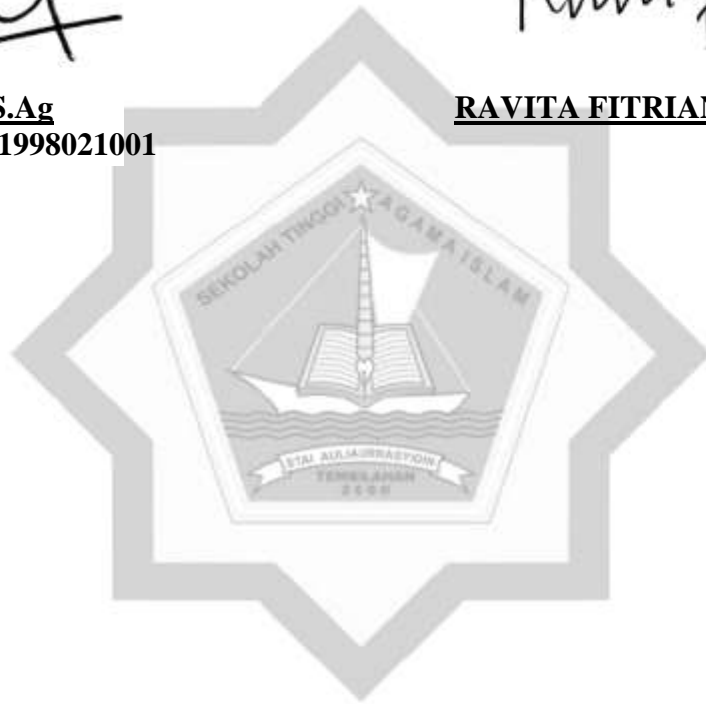 S.Ag
RAVITA FITRIAN
1998021001
SEKOLAH TINGGI AGAMA ISLAM
STAI AULIAURRASYIDIN
TEMBILAHAN